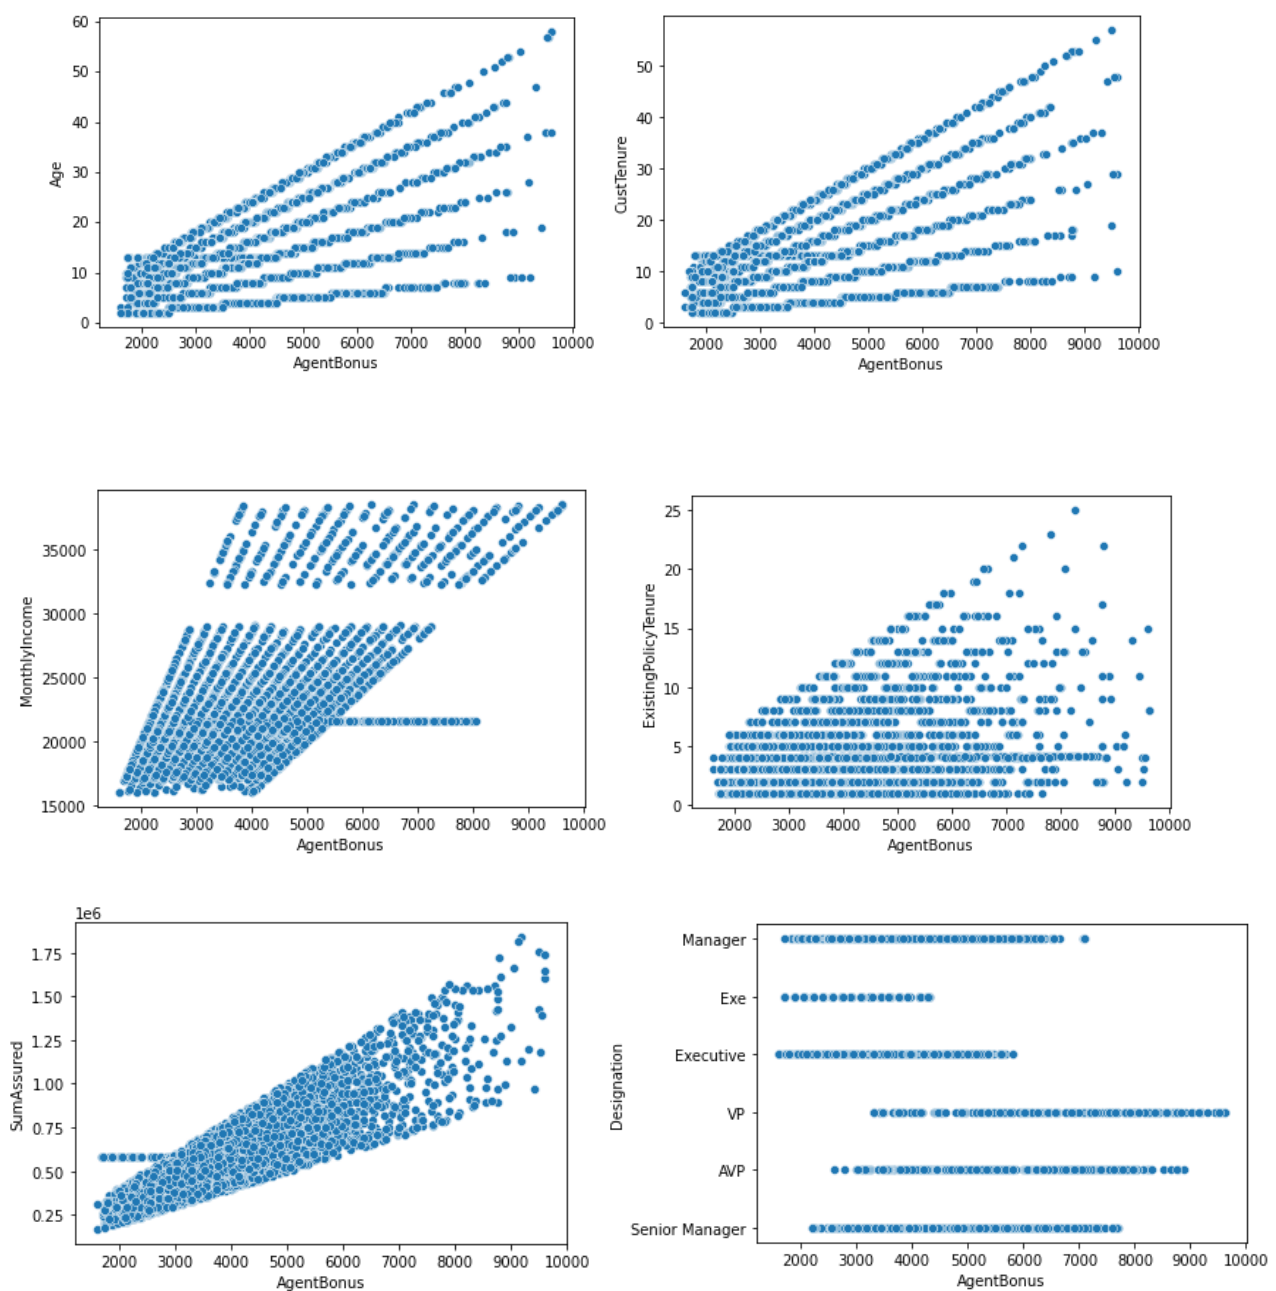 60
50
40
30
20
10
0
Age
2000 3000 4000 5000 6000 7000 8000 9000 10000
AgentBonus
50
40
30
20
10
0
CustTenure
2000 3000 4000 5000 6000 7000 8000 9000 10000
AgentBonus
35000
30000
25000
20000
15000
MonthlyIncome
2000 3000 4000 5000 6000 7000 8000 9000 10000
AgentBonus
25
20
15
10
5
0
ExistingPolicyTenure
2000 3000 4000 5000 6000 7000 8000 9000 10000
AgentBonus
1e6
1.75
1.50
1.25
1.00
0.75
0.50
0.25
SumAssured
2000 3000 4000 5000 6000 7000 8000 9000 10000
AgentBonus
Manager
Exe
Executive
VP
AVP
Senior Manager
Designation
2000 3000 4000 5000 6000 7000 8000 9000 10000
AgentBonus